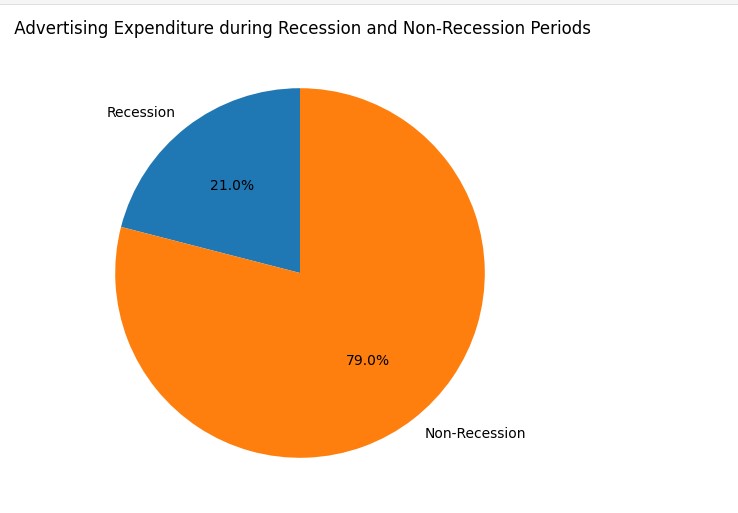 Advertising Expenditure during Recession and Non-Recession Periods
Recession
21.0%
79.0%
Non-Recession